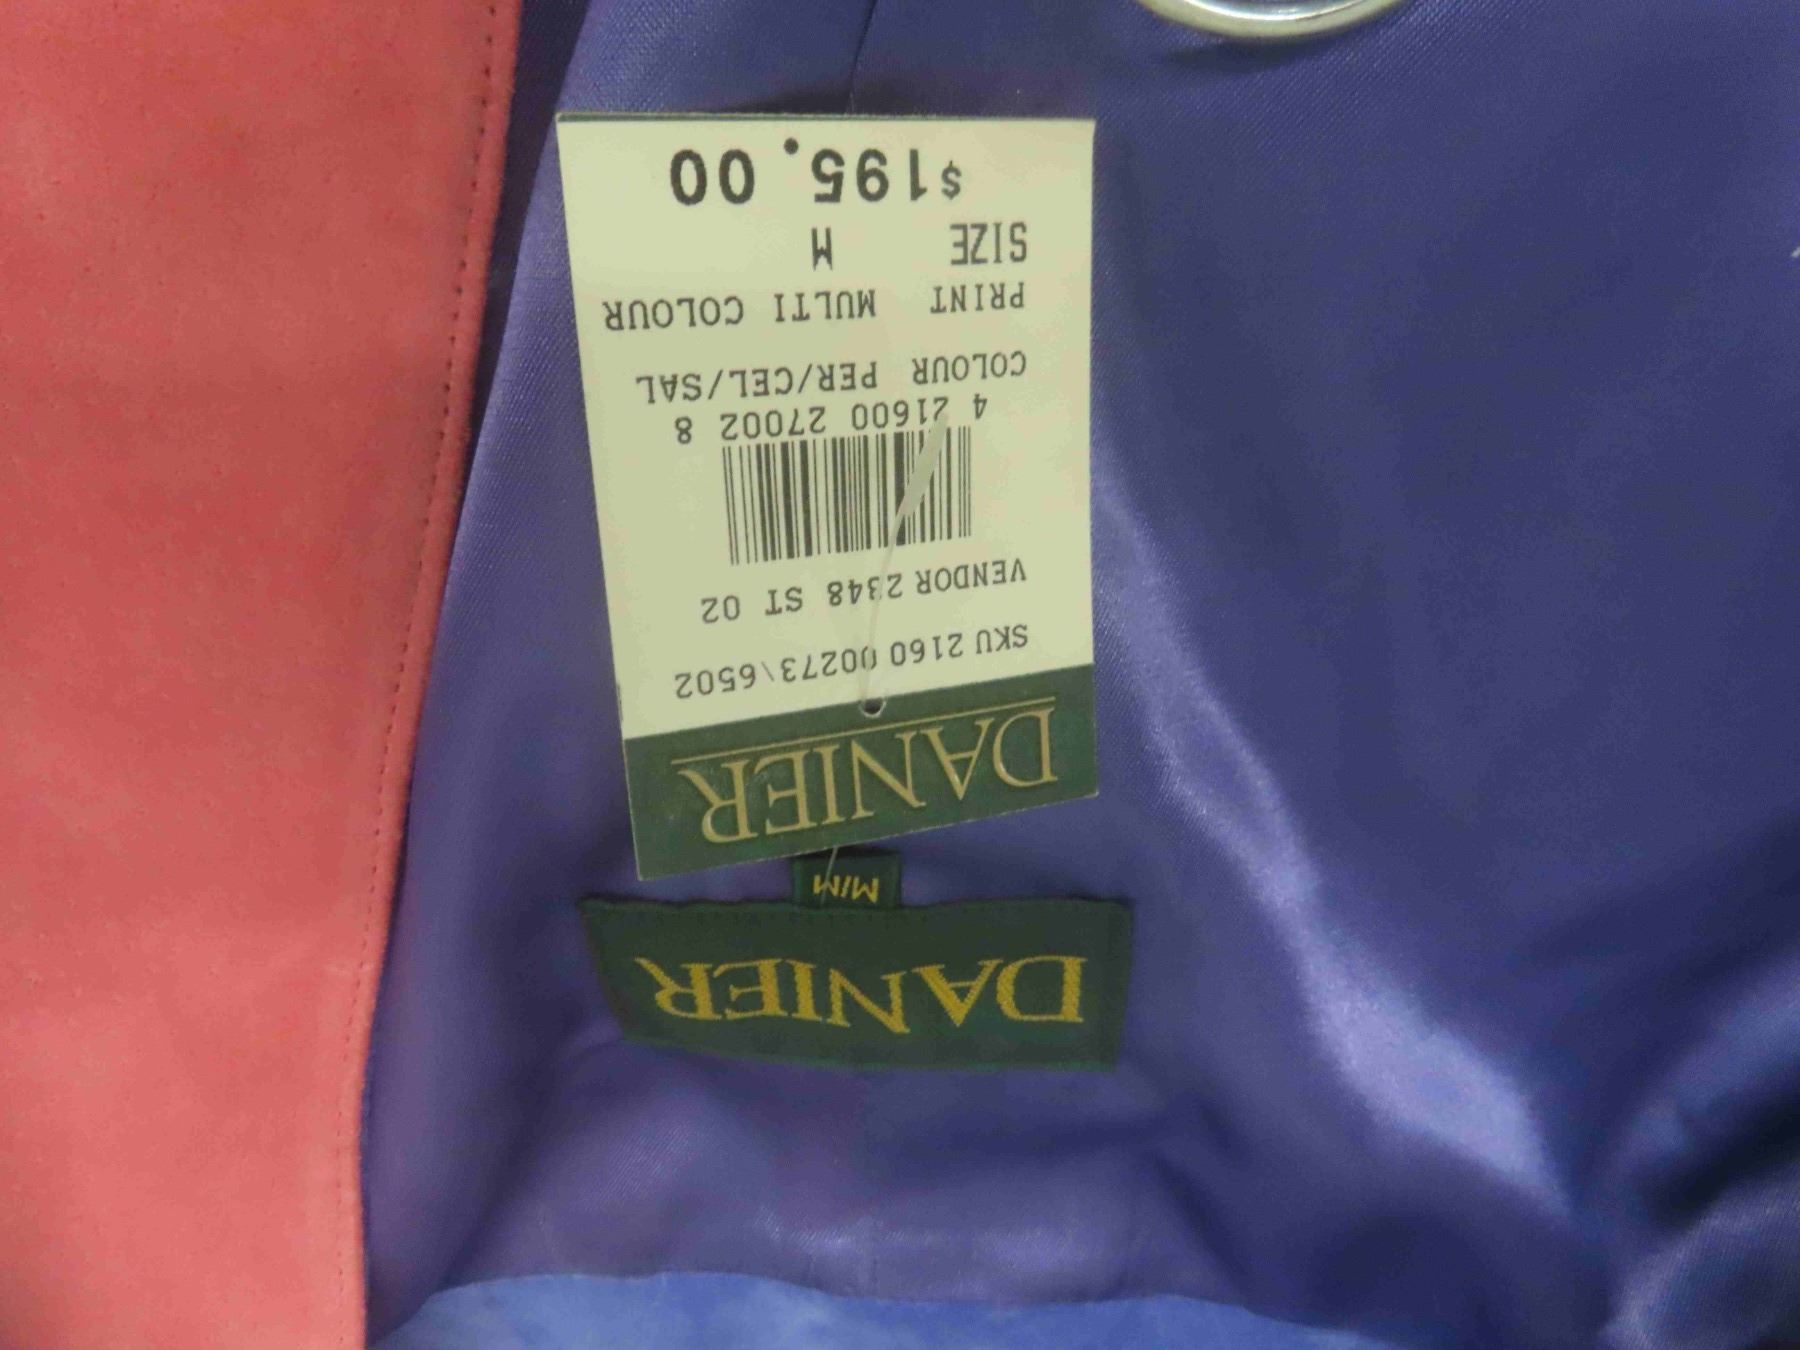 DANIER
M/M
DANIER
SKU 2160 00273\6502
VENDOR 2348 ST 02
4 21600 27002 8
COLOUR PER/CEL/SAL
PRINT MULTI COLOUR
SIZE M
$195.00